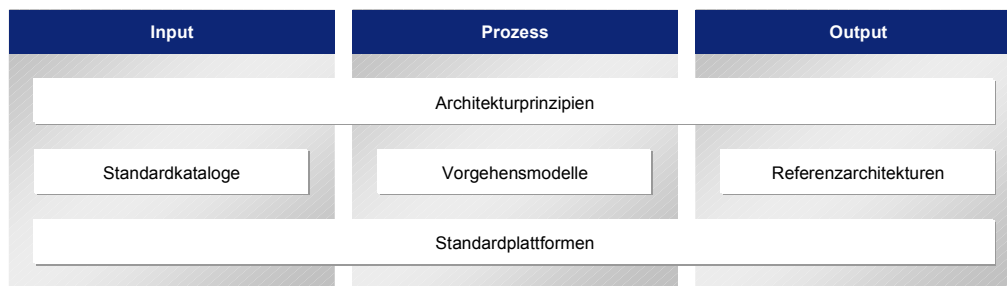 Input
Prozess
Output
Architekturprinzipien
Standardkataloge
Vorgehensmodelle
Referenzarchitekturen
Standardplattformen